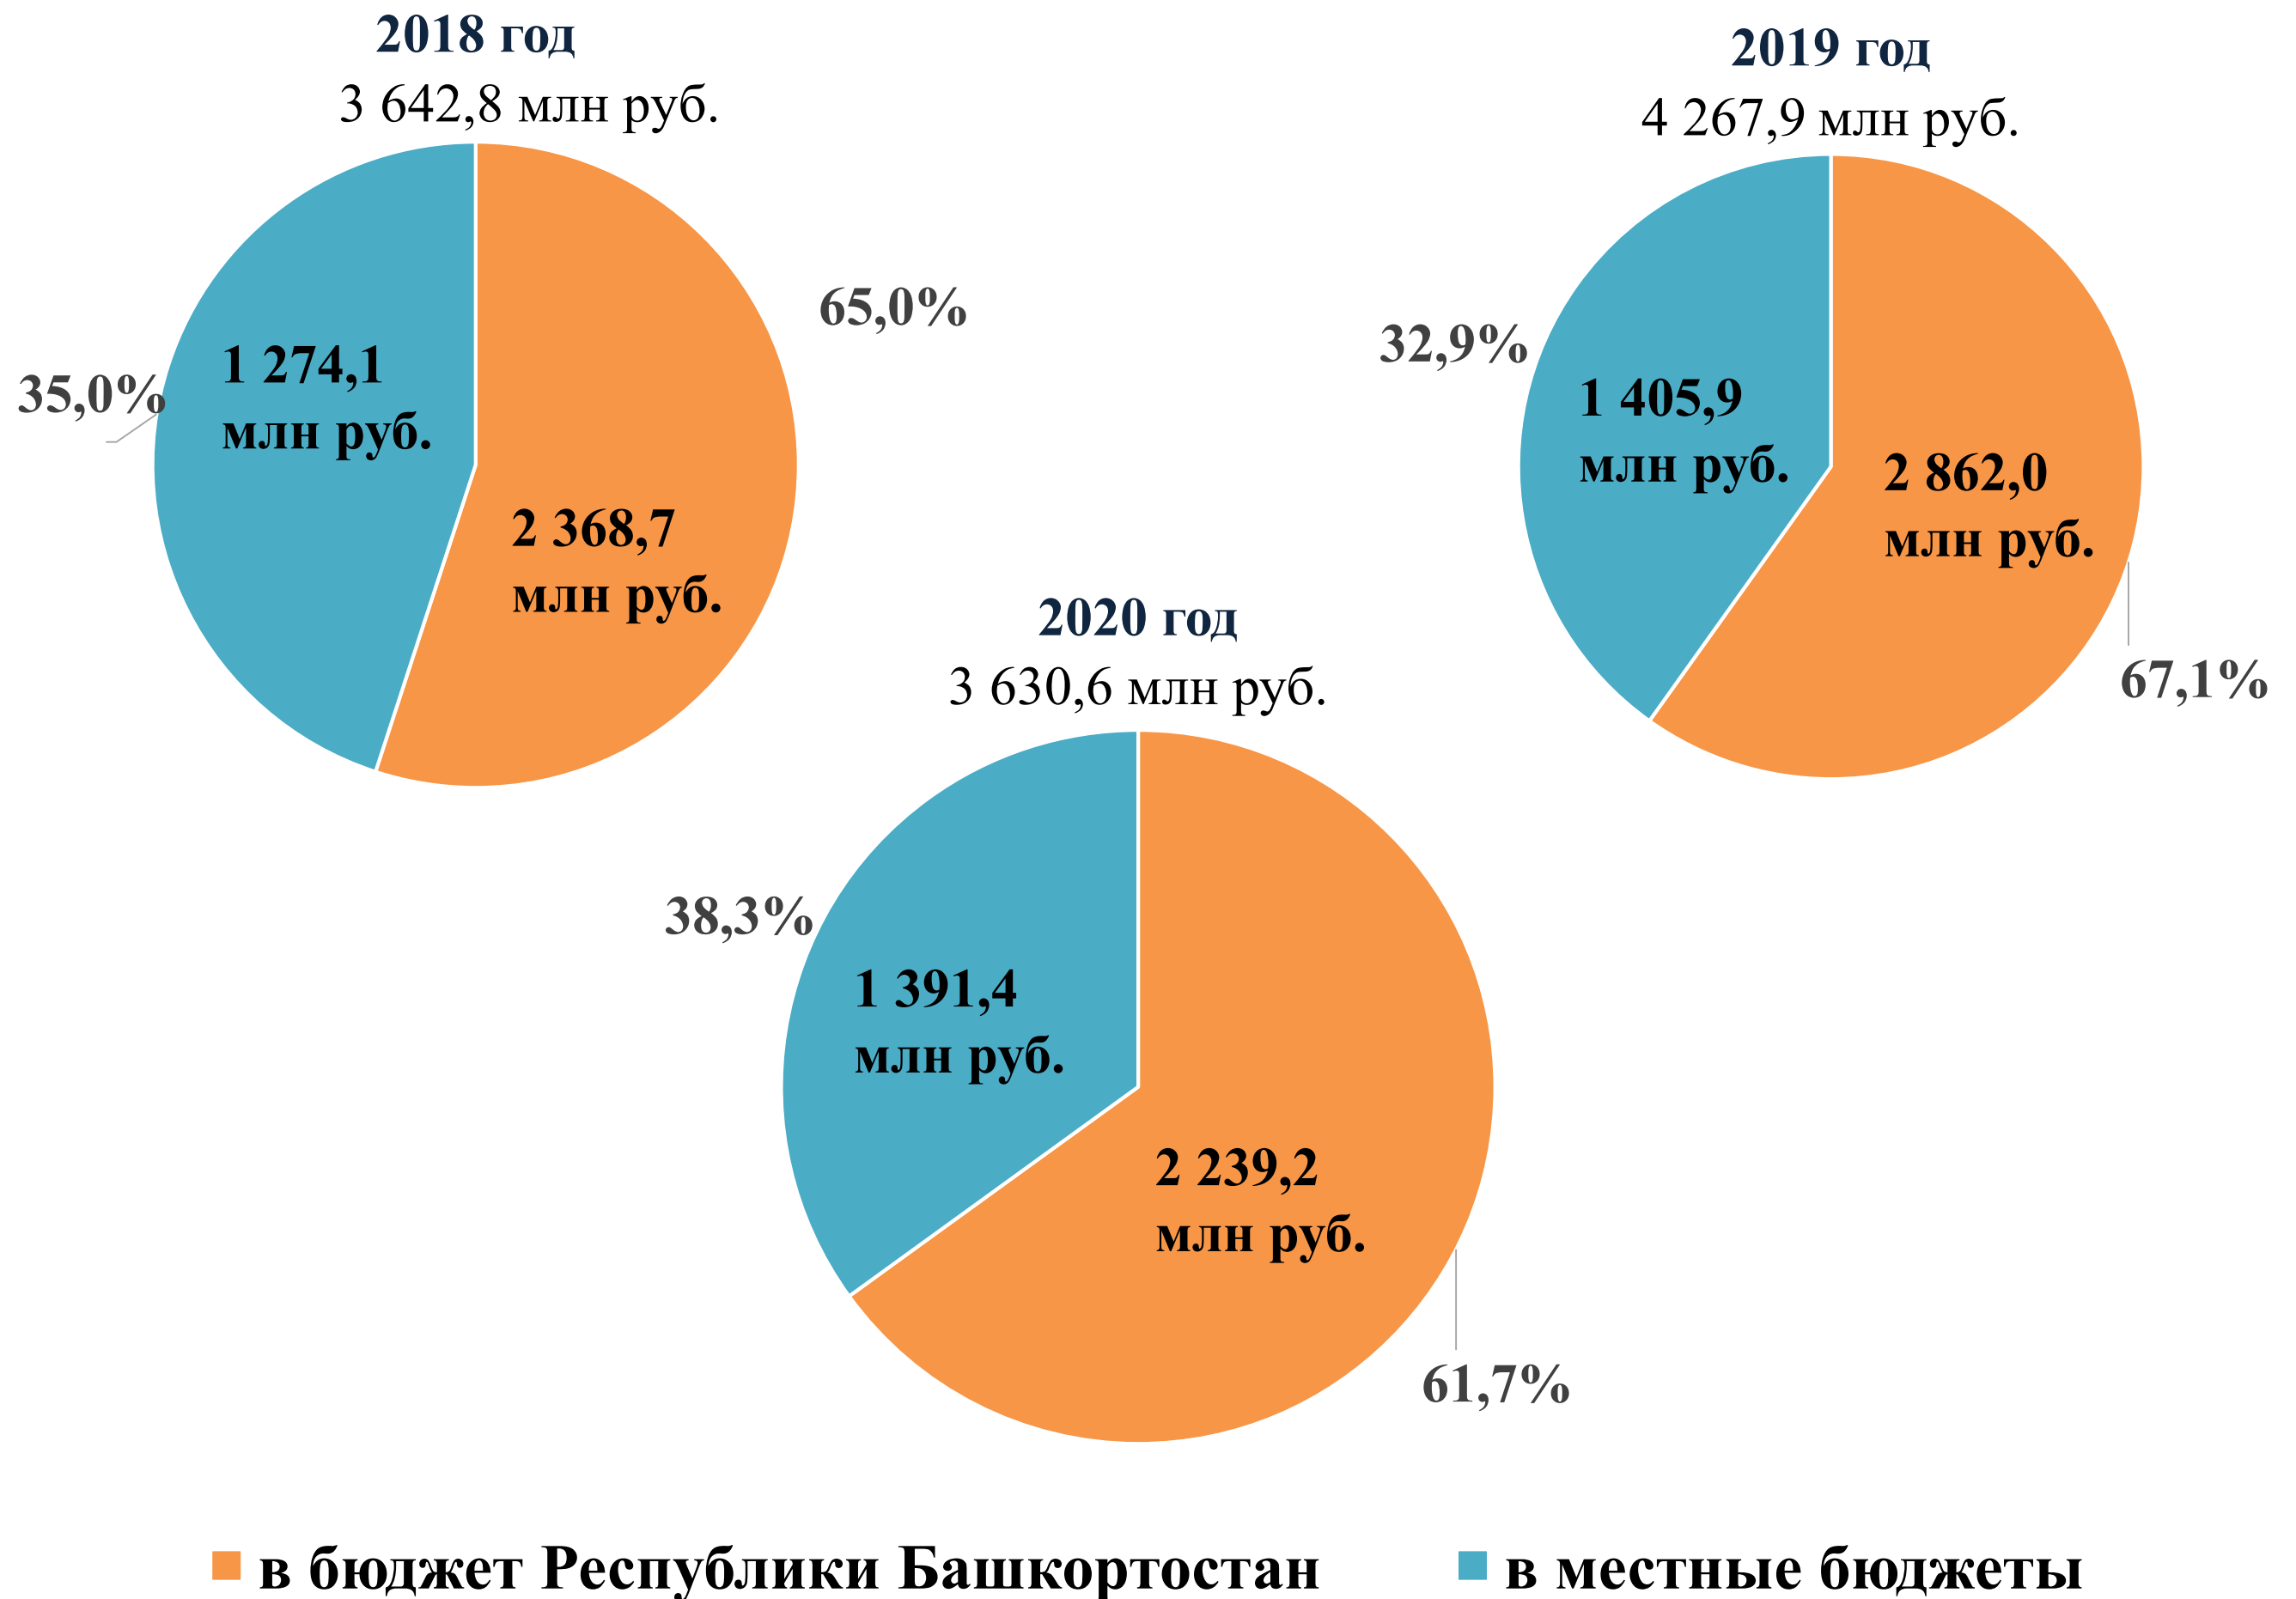 2018 год
3 642,8 млн руб.
65,0%
35,0%
1 274,1
млн руб.
2 368,7
млн руб.
2019 год
4 267,9 млн руб.
32,9%
1 405,9
млн руб.
2 862,0
млн руб.
67,1%
2020 год
3 630,6 млн руб.
38,3%
1 391,4
млн руб.
2 239,2
млн руб.
61,7%
в бюджет Республики Башкортостан
в местные бюджеты